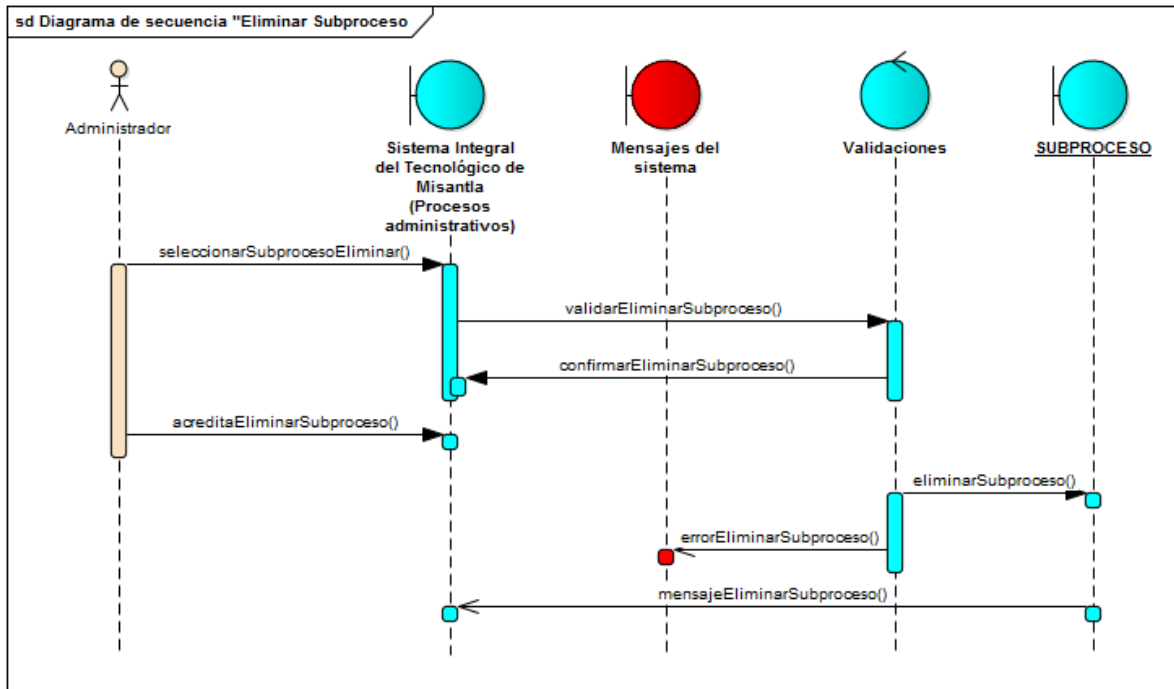 sd Diagrama de secuencia "Eliminar Subproceso
Administrador
Sistema Integral
del Tecnológico de
Misantla
(Procesos
administrativos)
Mensajes del
sistema
Validaciones
SUBPROCESO
seleccionarSubprocesoEliminar()
validarEliminarSubproceso()
confirmarEliminarSubproceso()
acreditaEliminarSubproceso()
eliminarSubproceso()
errorEliminarSubproceso()
mensajeEliminarSubproceso()